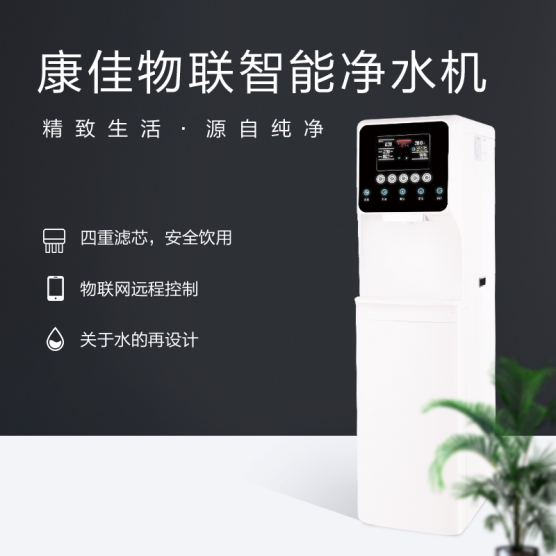 康佳物联智能净水机
精致生活·源自纯净
四重滤芯，安全饮用
物联网远程控制
关于水的再设计